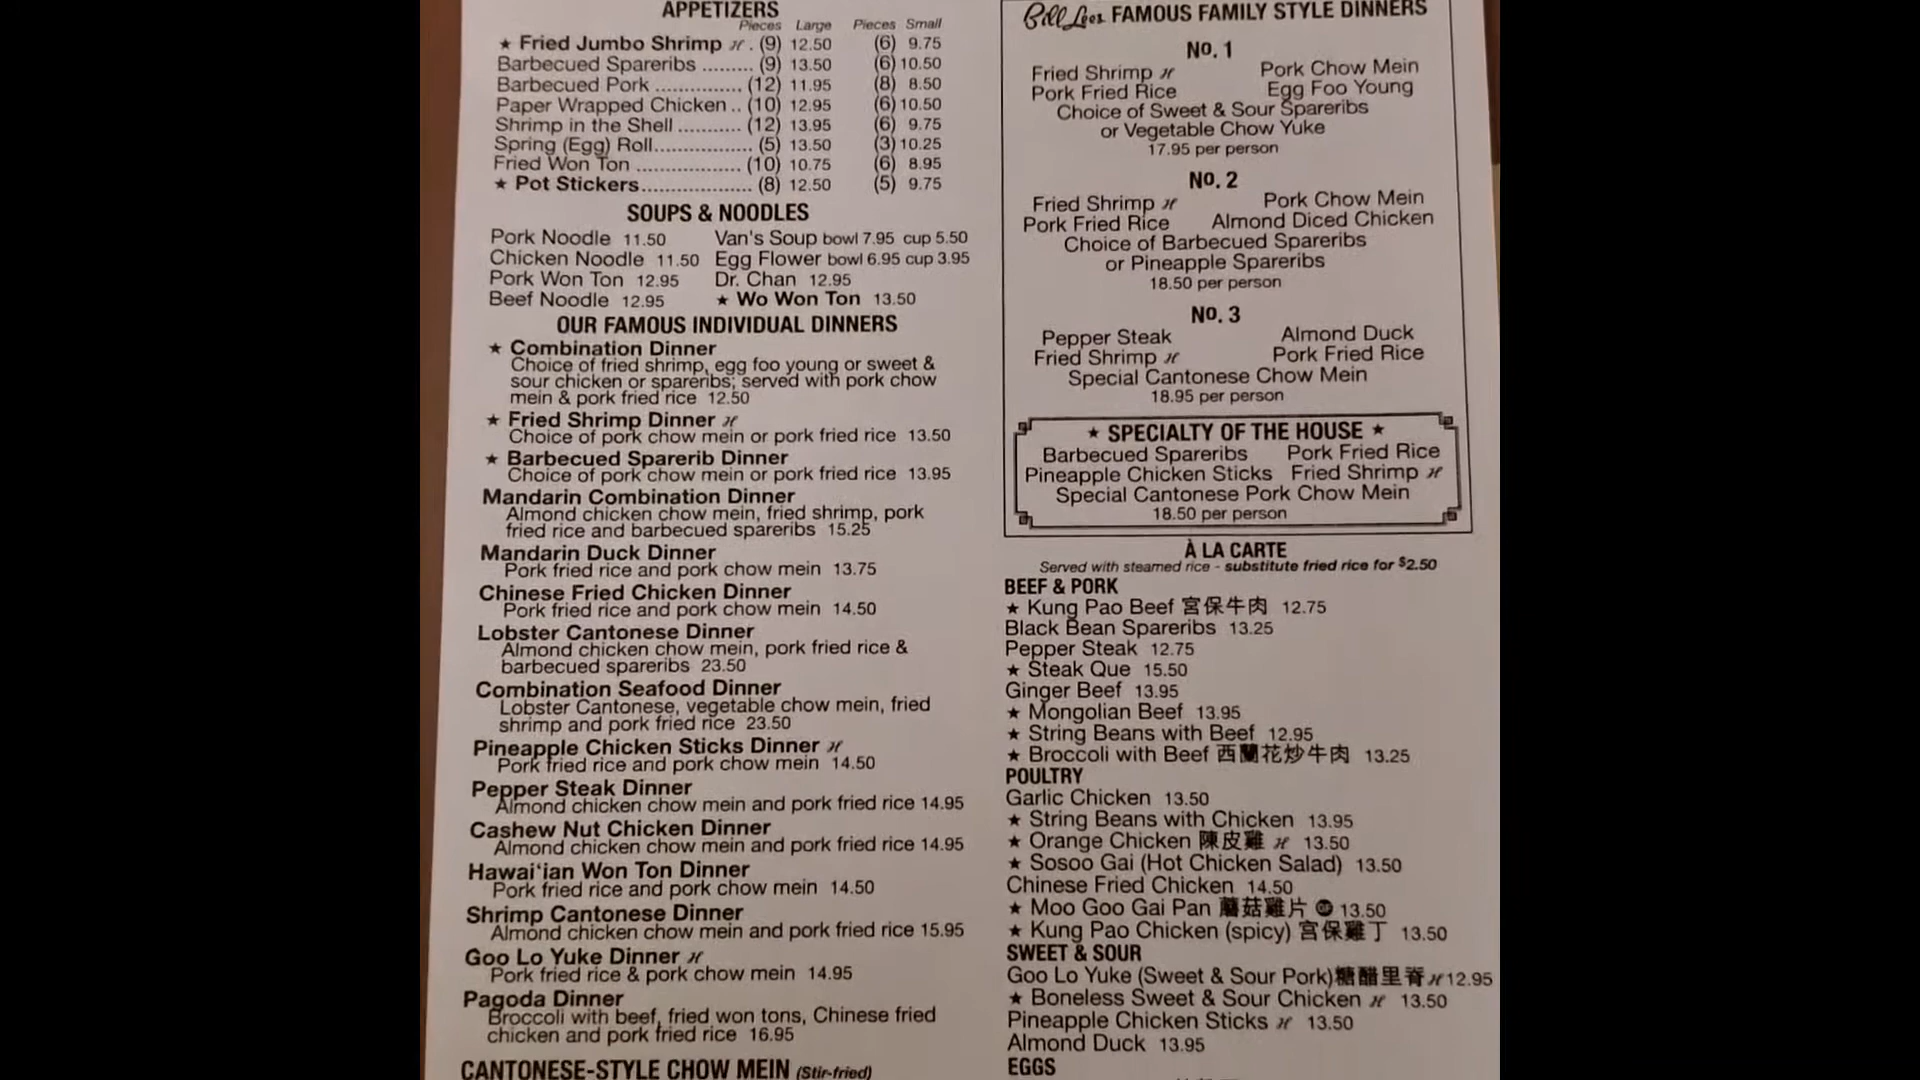 APPETIZERS
Pieces Large Pieces Small
★ Fried Jumbo Shrimp H . (9) 12.50 (6) 9.75
Barbecued Spareribs ......... (9) 13.50 (6) 10.50
Barbecued Pork ............... (12) 11.95 (8) 8.50
Paper Wrapped Chicken .. (10) 12.95 (6) 10.50
Shrimp in the Shell ........... (12) 13.95 (6) 9.75
Spring (Egg) Roll................. (5) 13.50 (3) 10.25
Fried Won Ton .................. (10) 10.75 (6) 8.95
★ Pot Stickers................... (8) 12.50 (5) 9.75
SOUPS & NOODLES
Pork Noodle 11.50 Van's Soup bowl 7.95 cup 5.50
Chicken Noodle 11.50 Egg Flower bowl 6.95 cup 3.95
Pork Won Ton 12.95 Dr. Chan 12.95
Beef Noodle 12.95 ★ Wo Won Ton 13.50
OUR FAMOUS INDIVIDUAL DINNERS
★ Combination Dinner
Choice of fried shrimp, egg foo young or sweet &
sour chicken or spareribs; served with pork chow
mein & pork fried rice 12.50
★ Fried Shrimp Dinner H
Choice of pork chow mein or pork fried rice 13.50
★ Barbecued Sparerib Dinner
Choice of pork chow mein or pork fried rice 13.95
Mandarin Combination Dinner
Almond chicken chow mein, fried shrimp, pork
fried rice and barbecued spareribs 15.25
Mandarin Duck Dinner
Pork fried rice and pork chow mein 13.75
Chinese Fried Chicken Dinner
Pork fried rice and pork chow mein 14.50
Lobster Cantonese Dinner
Almond chicken chow mein, pork fried rice &
barbecued spareribs 23.50
Combination Seafood Dinner
Lobster Cantonese, vegetable chow mein, fried
shrimp and pork fried rice 23.50
Pineapple Chicken Sticks Dinner H
Pork fried rice and pork chow mein 14.50
Pepper Steak Dinner
Almond chicken chow mein and pork fried rice 14.95
Cashew Nut Chicken Dinner
Almond chicken chow mein and pork fried rice 14.95
Hawai‘ian Won Ton Dinner
Pork fried rice and pork chow mein 14.50
Shrimp Cantonese Dinner
Almond chicken chow mein and pork fried rice 15.95
Goo Lo Yuke Dinner H
Pork fried rice & pork chow mein 14.95
Pagoda Dinner
Broccoli with beef, fried won tons, Chinese fried
chicken and pork fried rice 16.95
CANTONESE-STYLE CHOW MEIN (Stir-fried)
Bill Lees FAMOUS FAMILY STYLE DINNERS
No. 1
Fried Shrimp H Pork Chow Mein
Pork Fried Rice Egg Foo Young
Choice of Sweet & Sour Spareribs
or Vegetable Chow Yuke
17.95 per person
No. 2
Fried Shrimp H Pork Chow Mein
Pork Fried Rice Almond Diced Chicken
Choice of Barbecued Spareribs
or Pineapple Spareribs
18.50 per person
No. 3
Pepper Steak Almond Duck
Fried Shrimp H Pork Fried Rice
Special Cantonese Chow Mein
18.95 per person
★ SPECIALTY OF THE HOUSE ★
Barbecued Spareribs Pork Fried Rice
Pineapple Chicken Sticks Fried Shrimp H
Special Cantonese Pork Chow Mein
18.50 per person
À LA CARTE
Served with steamed rice - substitute fried rice for $2.50
BEEF & PORK
★ Kung Pao Beef 宮保牛肉 12.75
Black Bean Spareribs 13.25
Pepper Steak 12.75
★ Steak Que 15.50
Ginger Beef 13.95
★ Mongolian Beef 13.95
★ String Beans with Beef 12.95
★ Broccoli with Beef 西蘭花炒牛肉 13.25
POULTRY
Garlic Chicken 13.50
★ String Beans with Chicken 13.95
★ Orange Chicken 陳皮雞 H 13.50
★ Sosoo Gai (Hot Chicken Salad) 13.50
Chinese Fried Chicken 14.50
★ Moo Goo Gai Pan 蘑菇雞片 GF 13.50
★ Kung Pao Chicken (spicy) 宮保雞丁 13.50
SWEET & SOUR
Goo Lo Yuke (Sweet & Sour Pork)糖醋里脊 H 12.95
★ Boneless Sweet & Sour Chicken H 13.50
Pineapple Chicken Sticks H 13.50
Almond Duck 13.95
EGGS